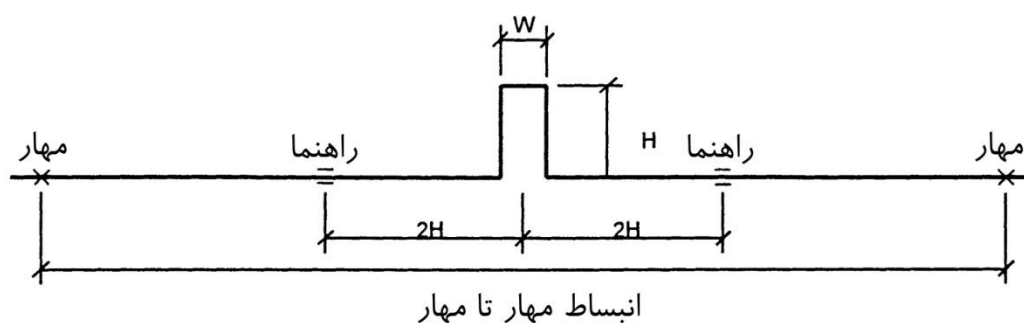 W
مهار
راهنما
H
راهنما
مهار
2H
2H
انبساط مهار تا مهار